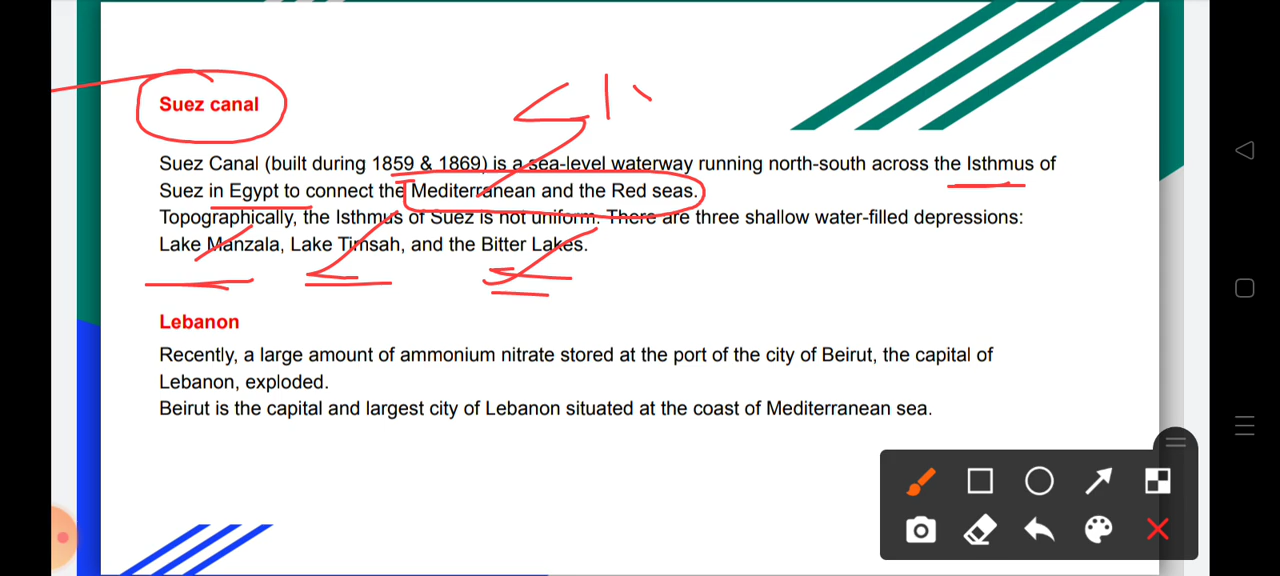 Suez canal
Suez Canal (built during 1859 & 1869) is a sea-level waterway running north-south across the Isthmus of
Suez in Egypt to connect the Mediterranean and the Red seas.
Topographically, the Isthmus of Suez is not uniform. There are three shallow water-filled depressions:
Lake Manzala, Lake Timsah, and the Bitter Lakes.
Lebanon
Recently, a large amount of ammonium nitrate stored at the port of the city of Beirut, the capital of
Lebanon, exploded.
Beirut is the capital and largest city of Lebanon situated at the coast of Mediterranean sea.